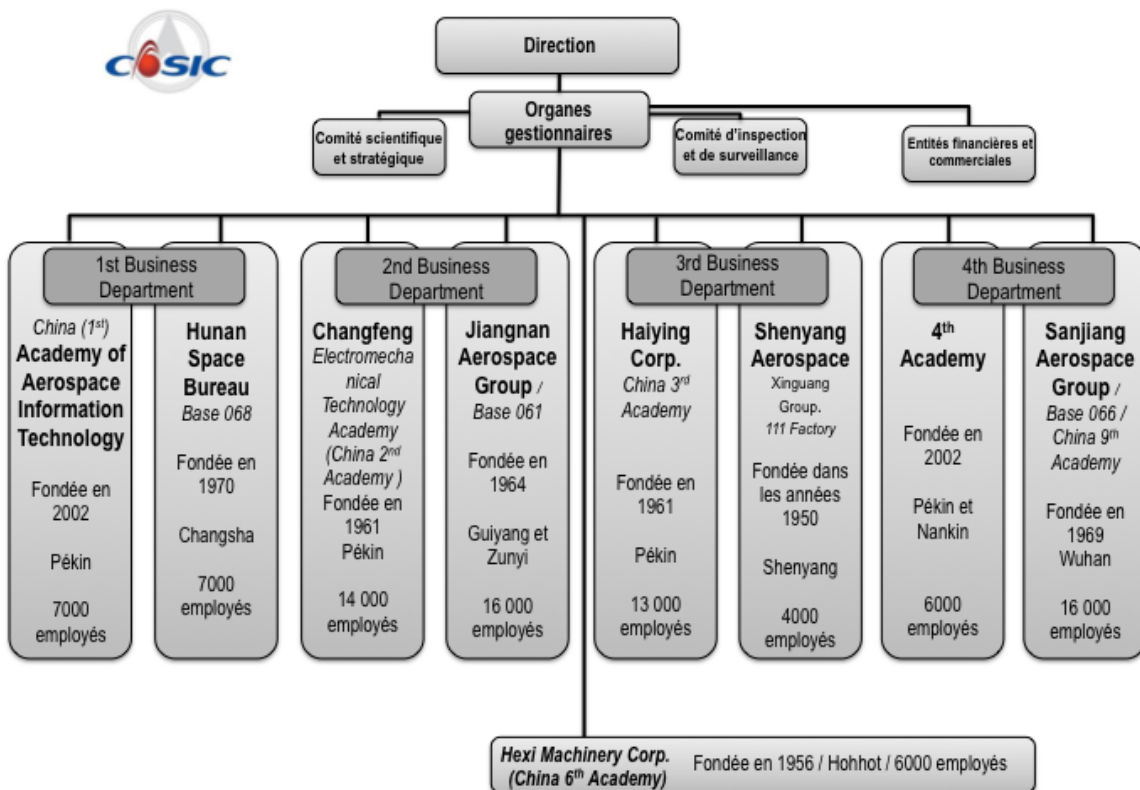 CASIC
Direction
Organes
gestionnaires
Comité scientifique
et stratégique
Comité d'inspection
et de surveillance
Entités financières et
commerciales
1st Business
Department
China (1st)
Academy of
Aerospace
Information
Technology
Fondée en
2002
Pékin
7000
employés
Hunan
Space
Bureau
Base 068
Fondée en
1970
Changsha
7000
employés
2nd Business
Department
Changfeng
Electromecha
nical
Technology
Academy
(China 2nd
Academy )
Fondée en
1961
Pékin
14 000
employés
Jiangnan
Aerospace
Group /
Base 061
Fondée en
1964
Guiyang et
Zunyi
16 000
employés
3rd Business
Department
Haiying
Corp.
China 3rd
Academy
Fondée en
1961
Pékin
13 000
employés
Shenyang
Aerospace
Xinguang
Group.
111 Factory
Fondée dans
les années
1950
Shenyang
4000
employés
4th Business
Department
4th
Academy
Fondée en
2002
Pékin et
Nankin
6000
employés
Sanjiang
Aerospace
Group /
Base 066 /
China 9th
Academy
Fondée en
1969
Wuhan
16 000
employés
Hexi Machinery Corp.
(China 6th Academy)
Fondée en 1956 / Hohhot / 6000 employés